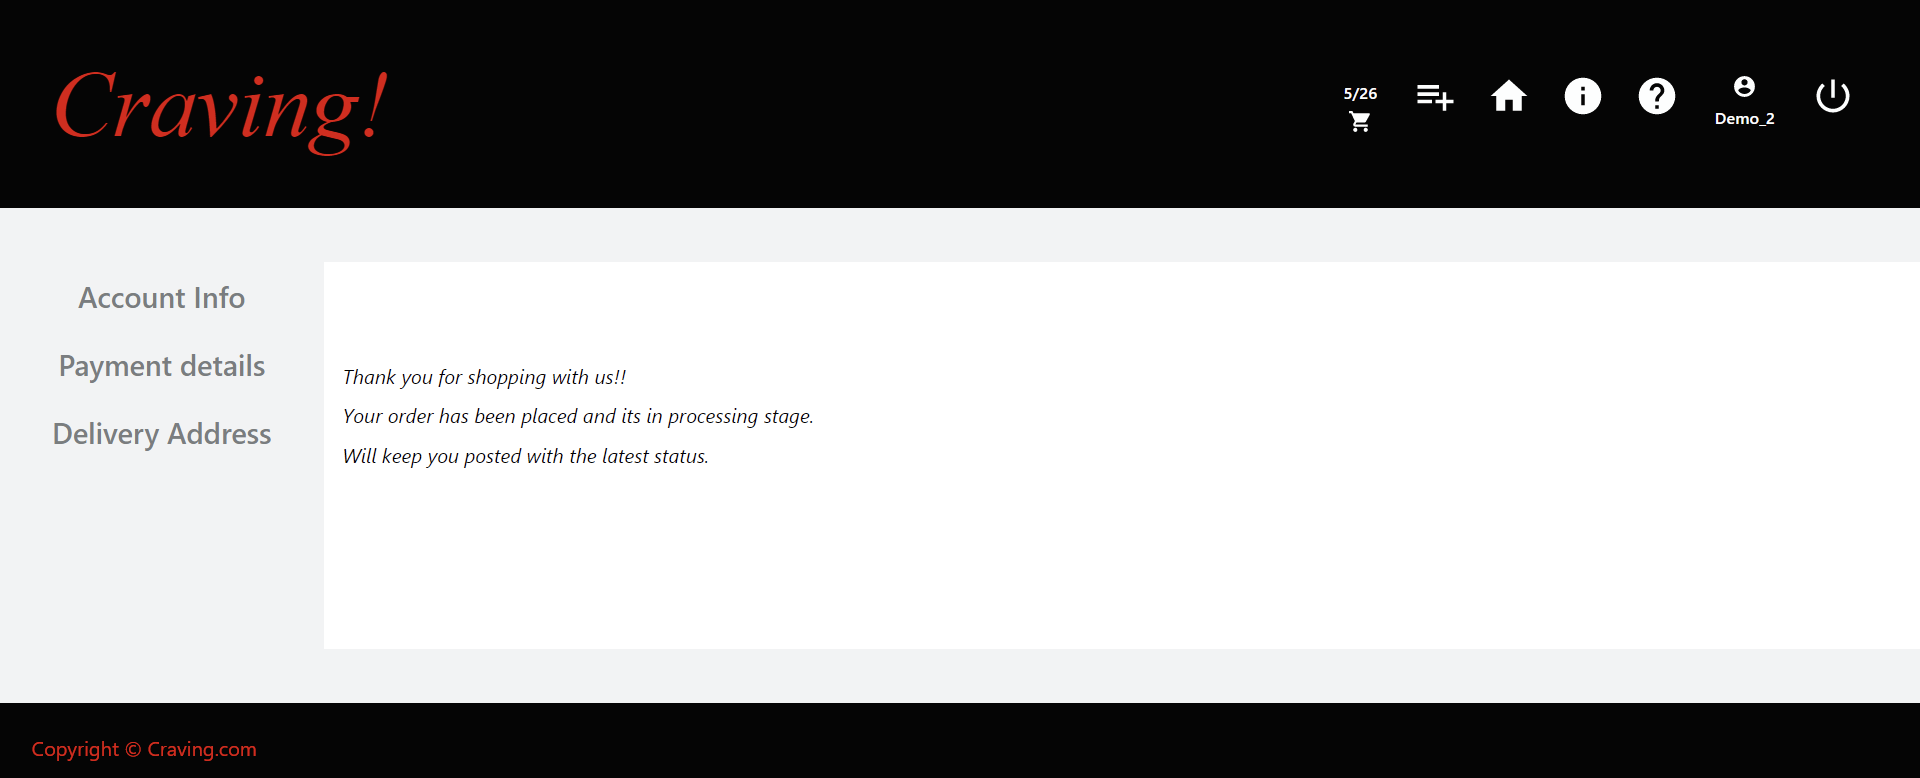 Craving!
5/26
Demo_2
Account Info
Payment details
Delivery Address
Thank you for shopping with us!!
Your order has been placed and its in processing stage.
Will keep you posted with the latest status.
Copyright © Craving.com